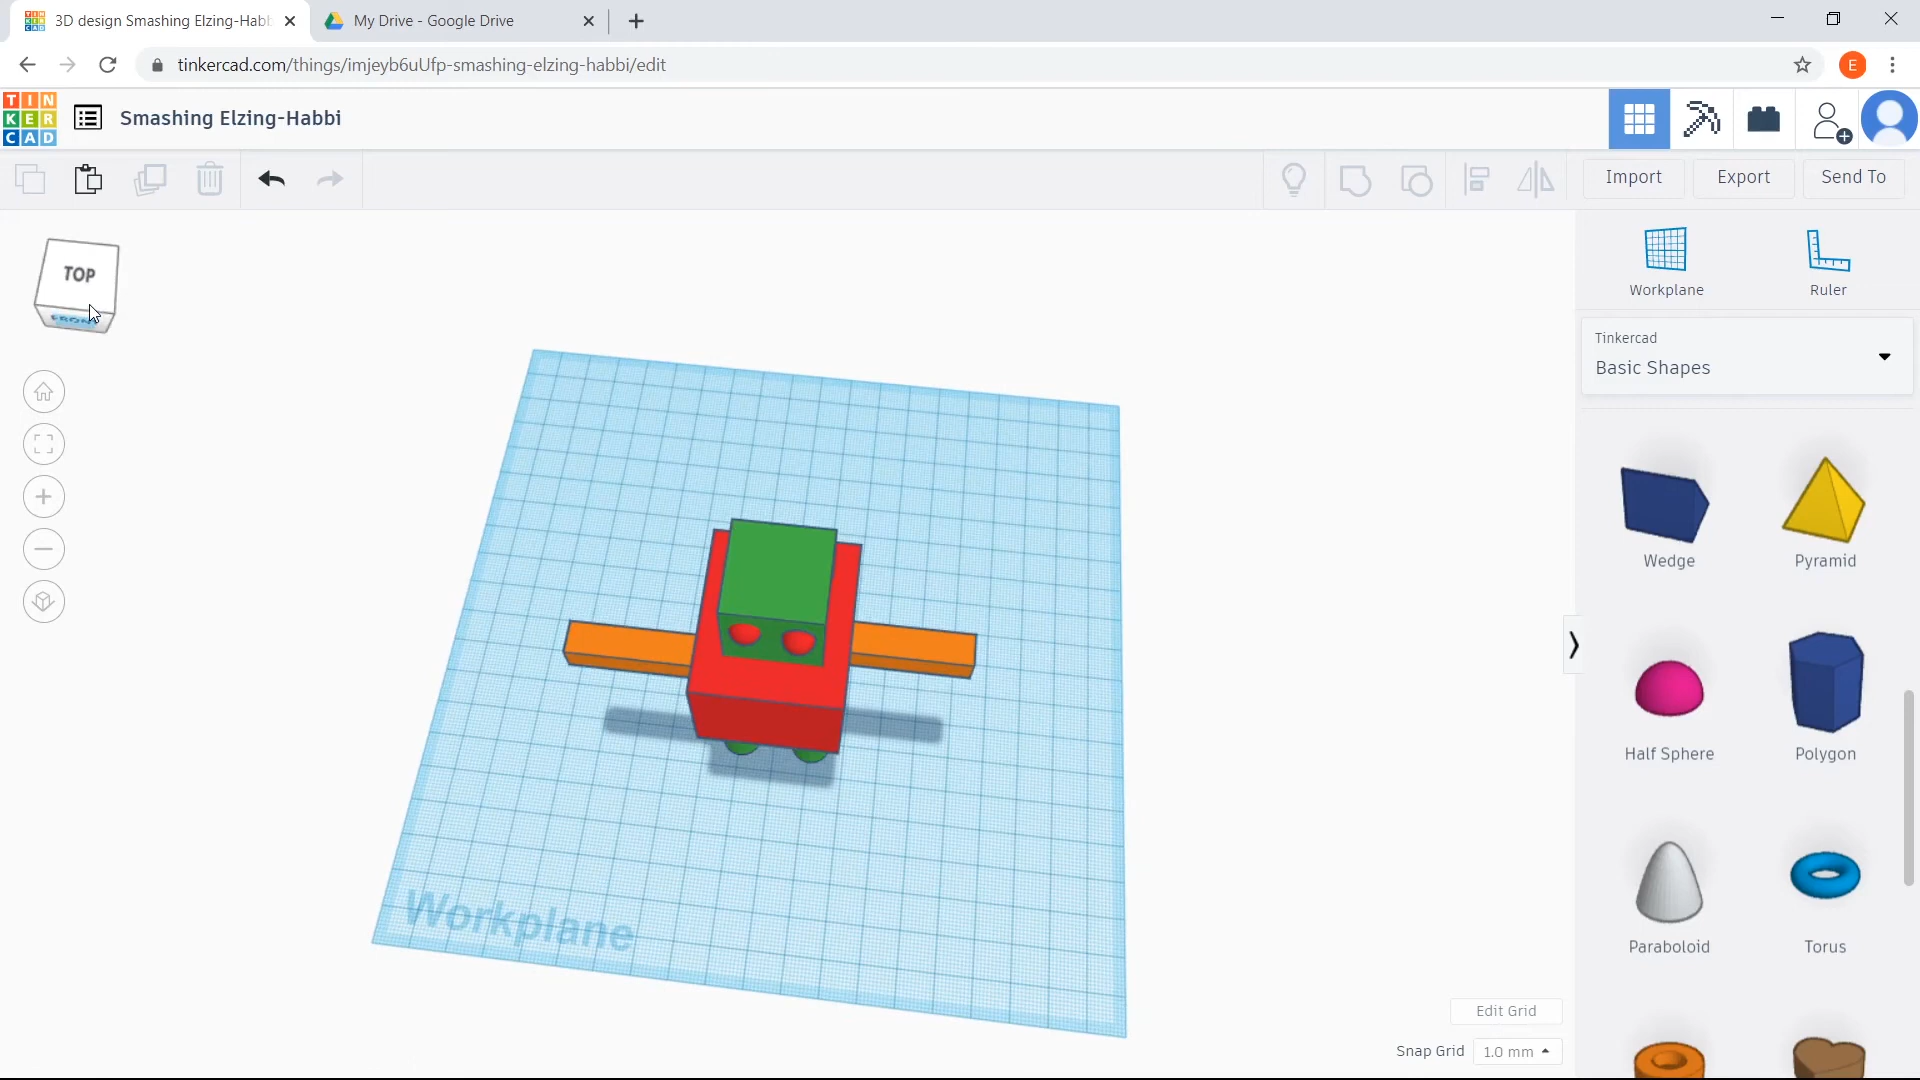 3D design Smashing Elzing-Habb
My Drive - Google Drive
tinkercad.com/things/imjeyb6uUfp-smashing-elzing-habbi/edit
E
TIN
KER
CAD
Smashing Elzing-Habbi
Import
Export
Send To
TOP
FRONT
Workplane
Ruler
Tinkercad
Basic Shapes
Wedge
Pyramid
Half Sphere
Polygon
Paraboloid
Torus
Workplane
Edit Grid
Snap Grid
1.0 mm